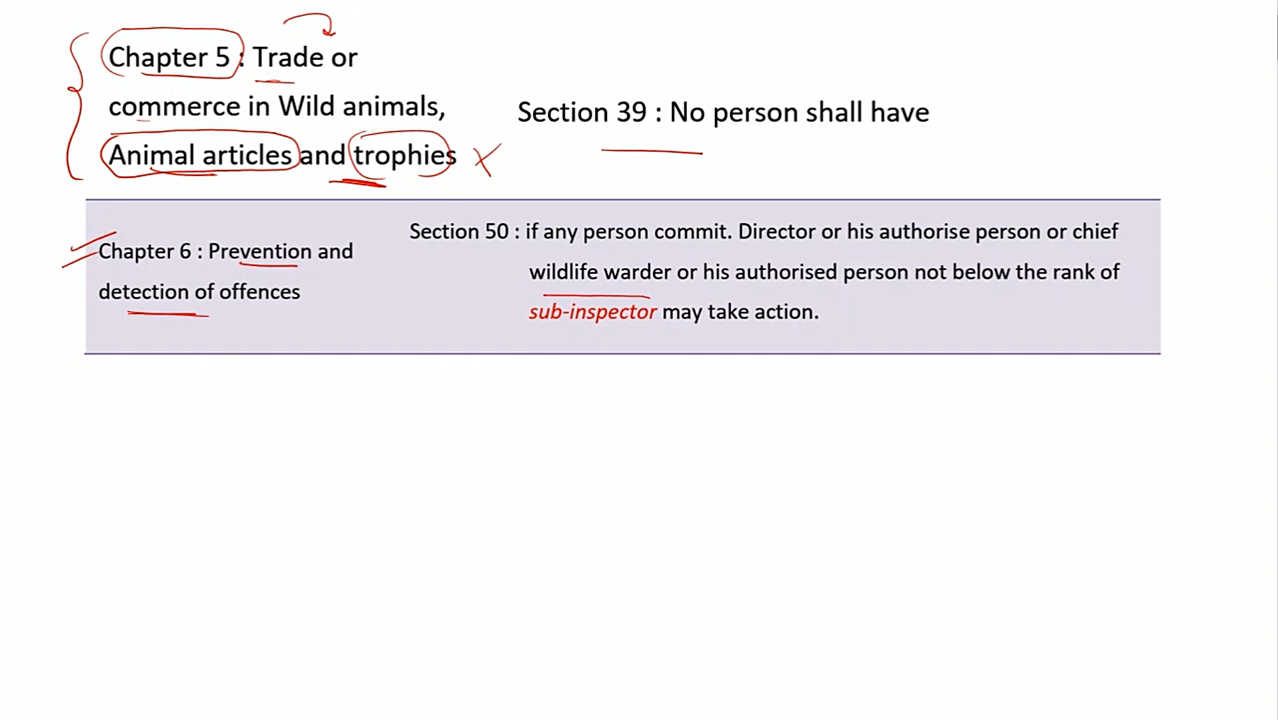 Chapter 5 : Trade or
commerce in Wild animals,
Animal articles and trophies
Section 39 : No person shall have
Chapter 6 : Prevention and
detection of offences
Section 50 : if any person commit. Director or his authorise person or chief
wildlife warder or his authorised person not below the rank of
sub-inspector may take action.